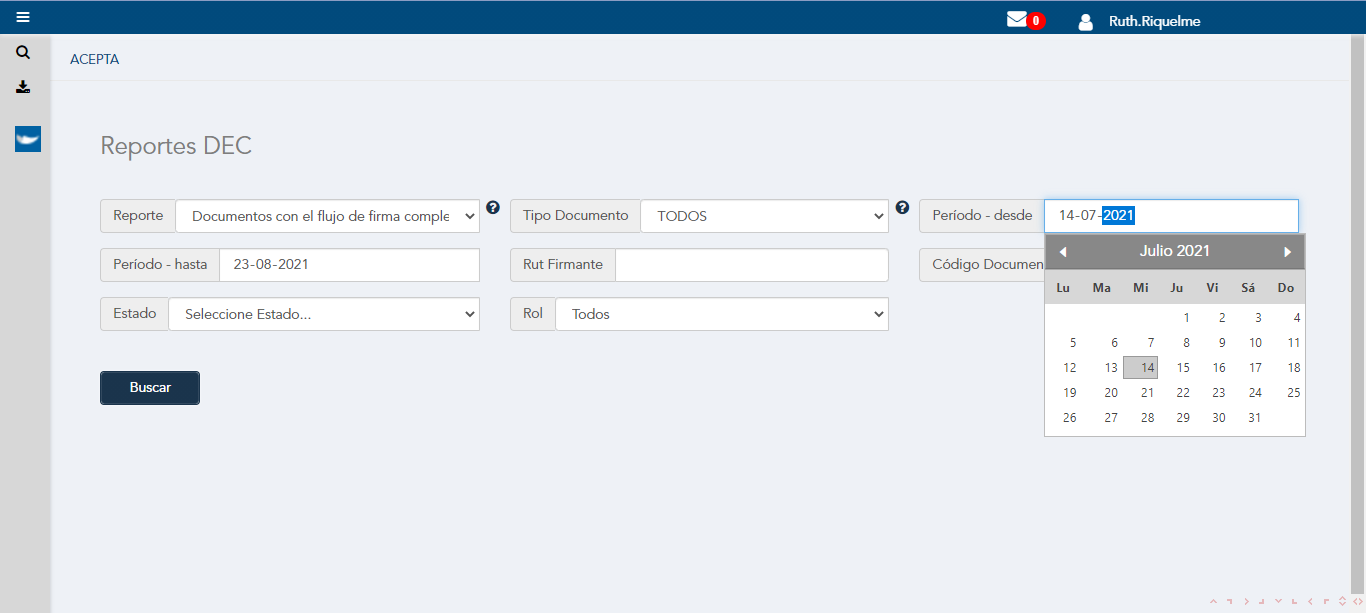 0 Ruth.Riquelme
ACEPTA
Reportes DEC
Reporte Documentos con el flujo de firma comple Tipo Documento TODOS Período - desde 14-07-2021
Período - hasta 23-08-2021 Rut Firmante Código Documen
Estado Seleccione Estado... Rol Todos
Buscar
Julio 2021
Lu Ma Mi Ju Vi Sá Do
1 2 3 4
5 6 7 8 9 10 11
12 13 14 15 16 17 18
19 20 21 22 23 24 25
26 27 28 29 30 31